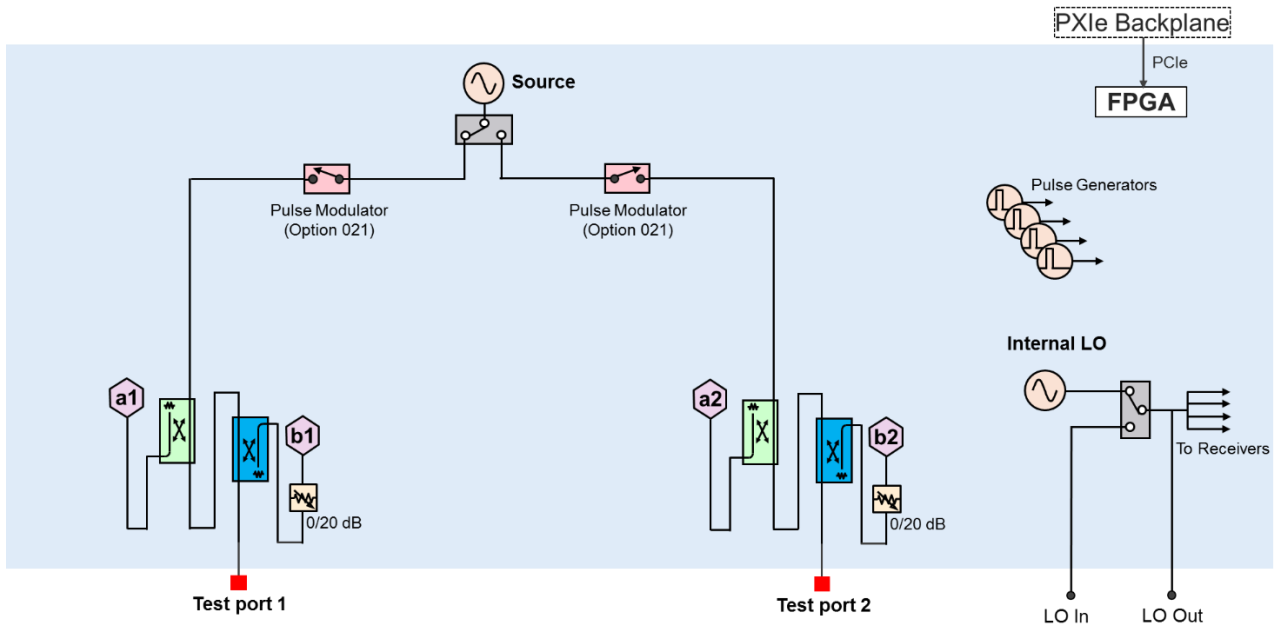 PXIe Backplane
PCIe
FPGA
Source
Pulse Modulator
(Option 021)
Pulse Modulator
(Option 021)
Pulse Generators
Internal LO
To Receivers
a1
b1
0/20 dB
a2
b2
0/20 dB
Test port 1
Test port 2
LO In
LO Out